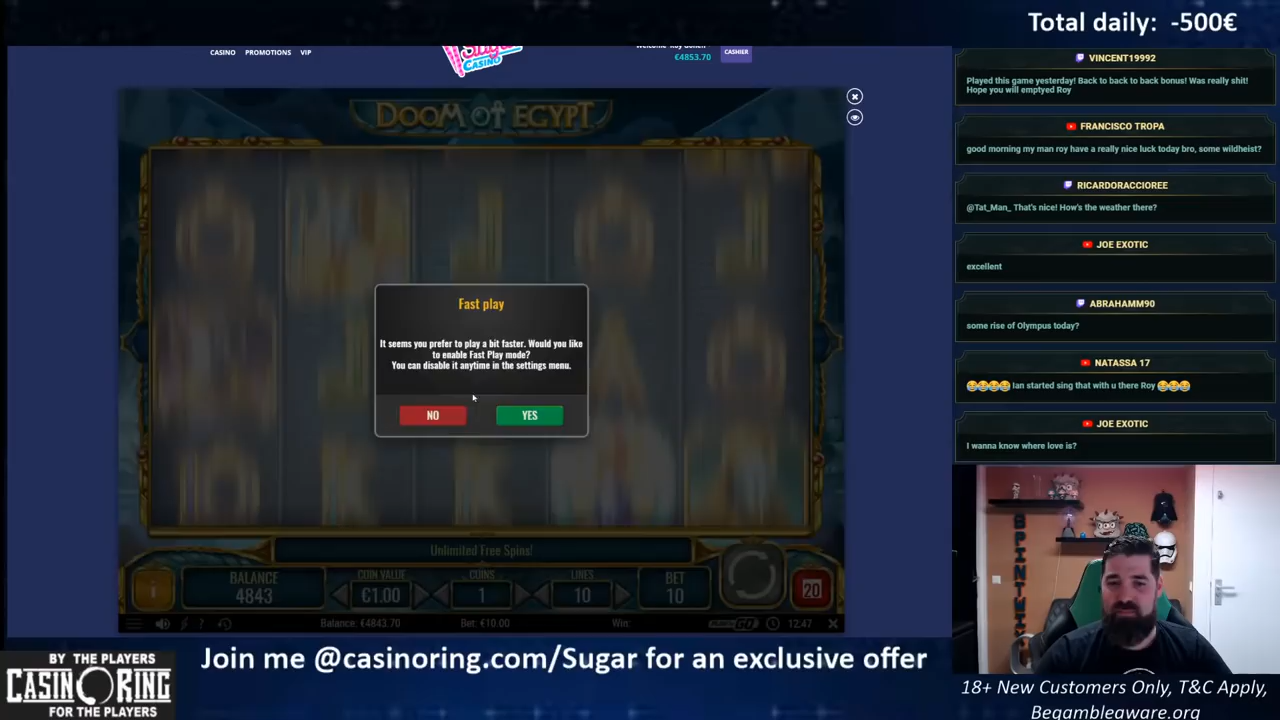 Total daily: -500€
CASINO PROMOTIONS VIP
CASINO
€4853.70
CASHIER
DOOM OF EGYPT
Fast play
It seems you prefer to play a bit faster. Would you like
to enable Fast Play mode?
You can disable it anytime in the settings menu.
NO
YES
Unlimited Free Spins!
BALANCE
4843
COIN VALUE
€1.00
COINS
1
LINES
10
BET
10
20
Balance: €4843.70
Bet: €10.00
Win:
12:47
VINCENT19992
Played this game yesterday! Back to back to back bonus! Was really shit!
Hope you will emptyed Roy
FRANCISCO TROPA
good morning my man roy have a really nice luck today bro, some wildheist?
RICARDORACCIOREE
@Tat_Man_ That's nice! How's the weather there?
JOE EXOTIC
excellent
ABRAHAMM90
some rise of Olympus today?
NATASSA 17
😂😂😂😂 Ian started sing that with u there Roy 😂😂😂
JOE EXOTIC
I wanna know where love is?
BY THE PLAYERS
CASINORING
FOR THE PLAYERS
Join me @casinoring.com/Sugar for an exclusive offer
18+ New Customers Only, T&C Apply,
Begambleaware.org